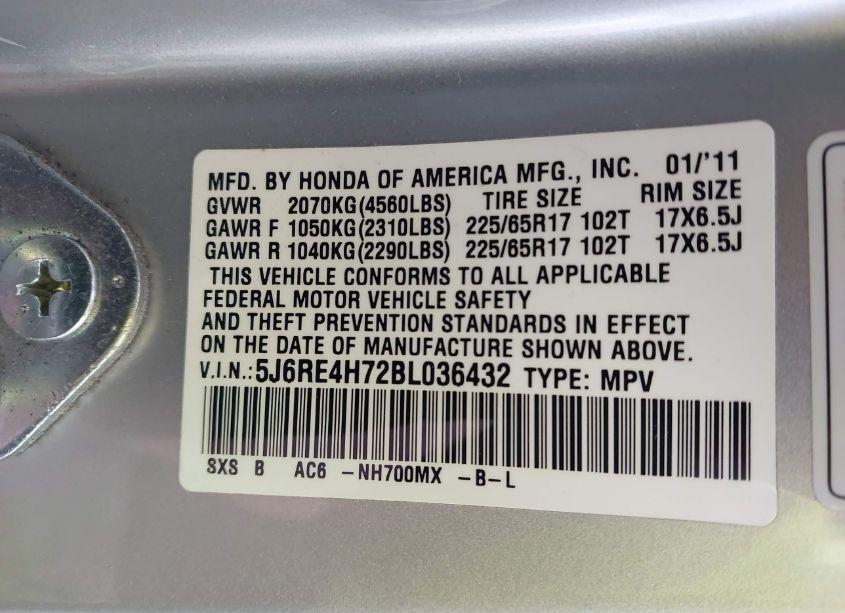 MFD. BY HONDA OF AMERICA MFG., INC. 01/'11
GVWR 2070KG(4560LBS) TIRE SIZE RIM SIZE
GAWR F 1050KG(2310LBS) 225/65R17 102T 17X6.5J
GAWR R 1040KG(2290LBS) 225/65R17 102T 17X6.5J
THIS VEHICLE CONFORMS TO ALL APPLICABLE
FEDERAL MOTOR VEHICLE SAFETY
AND THEFT PREVENTION STANDARDS IN EFFECT
ON THE DATE OF MANUFACTURE SHOWN ABOVE.
V.I.N.:5J6RE4H72BL036432 TYPE: MPV
SXS B AC6 -NH700MX -B-L